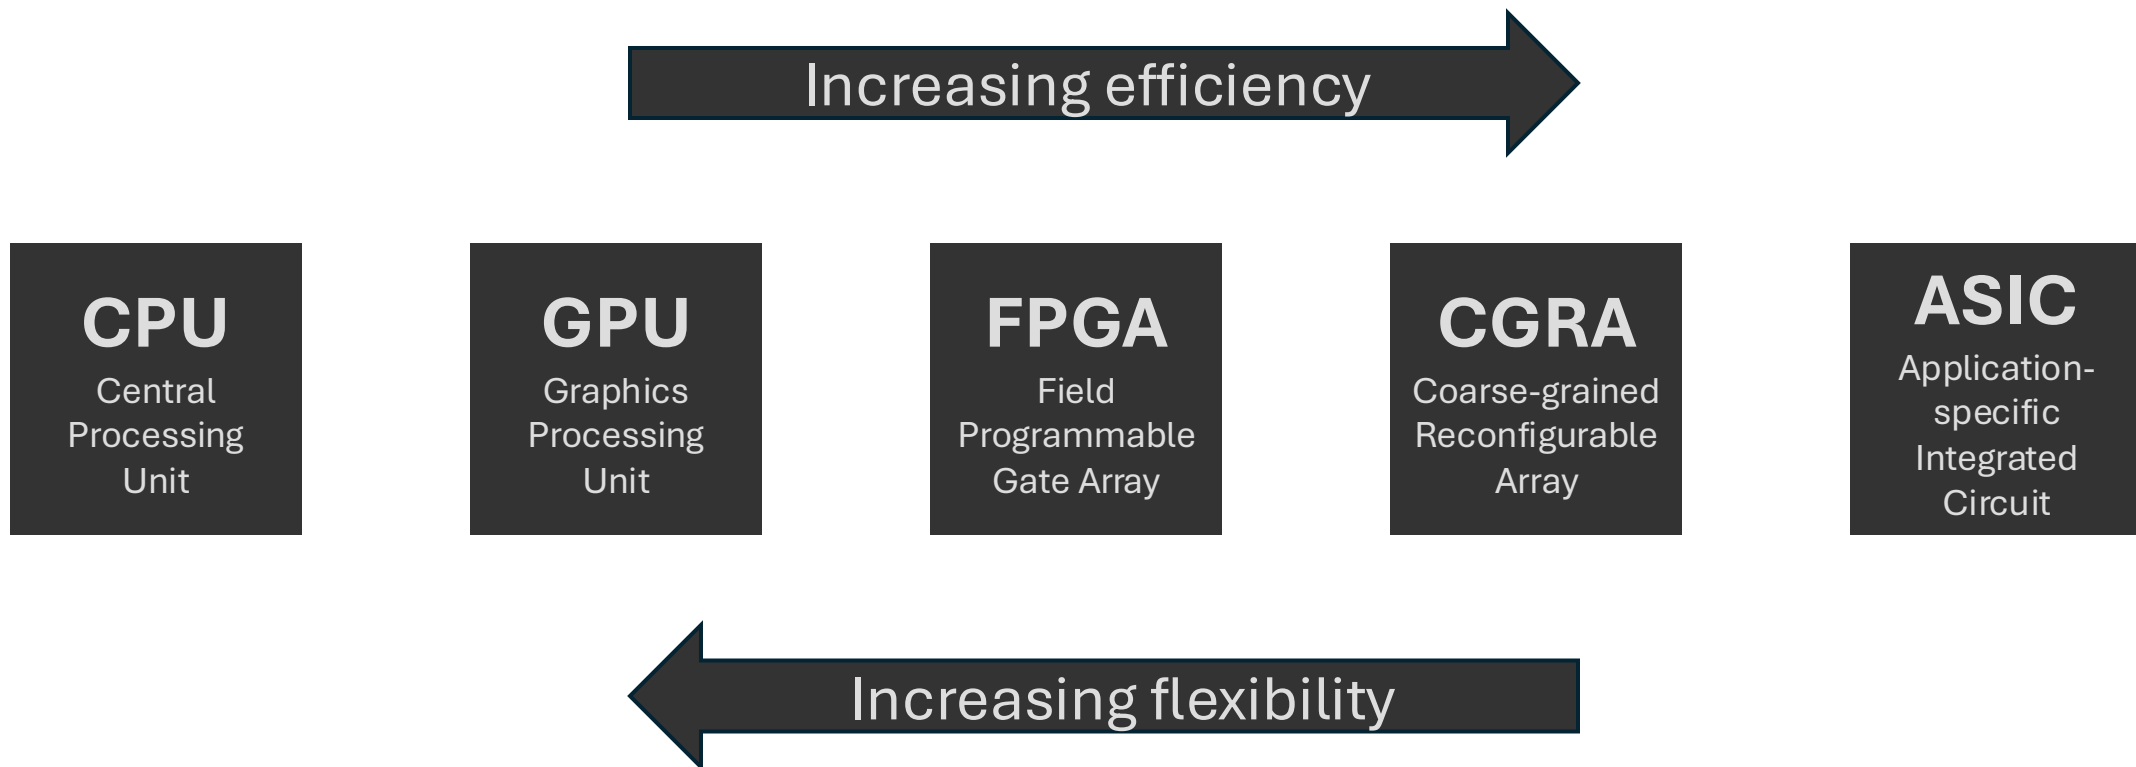 Increasing efficiency
CPU
Central
Processing
Unit
GPU
Graphics
Processing
Unit
FPGA
Field
Programmable
Gate Array
CGRA
Coarse-grained
Reconfigurable
Array
ASIC
Application-
specific
Integrated
Circuit
Increasing flexibility